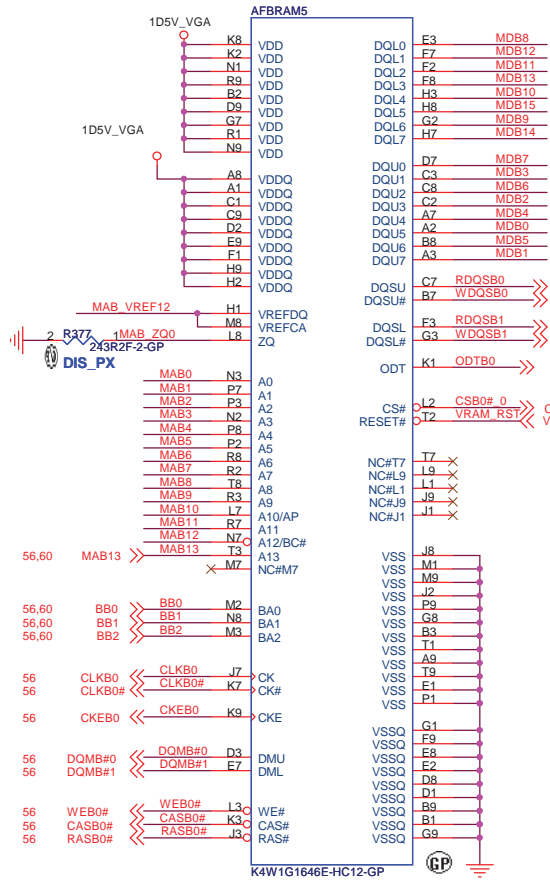 AFBRAM5
1D5V_VGA
K8 VDD
K2 VDD
N1 VDD
R9 VDD
B2 VDD
D9 VDD
G7 VDD
R1 VDD
N9 VDD
1D5V_VGA
A8 VDDQ
A1 VDDQ
C1 VDDQ
C9 VDDQ
D2 VDDQ
E9 VDDQ
F1 VDDQ
H9 VDDQ
H2 VDDQ
MAB_VREF12 H1 VREFDQ
M8 VREFCA
2 R377 1 MAB_ZQ0 L8 ZQ
243R2F-2-GP
DIS_PX
MAB0 N3 A0
MAB1 P7 A1
MAB2 P3 A2
MAB3 N2 A3
MAB4 P8 A4
MAB5 P2 A5
MAB6 R8 A6
MAB7 R2 A7
MAB8 T8 A8
MAB9 R3 A9
MAB10 L7 A10/AP
MAB11 R7 A11
MAB12 N7 A12/BC#
56,60 MAB13 MAB13 T3 A13
M7 NC#M7
56,60 BB0 BB0 M2 BA0
56,60 BB1 BB1 N8 BA1
56,60 BB2 BB2 M3 BA2
56 CLKB0 CLKB0 J7 CK
56 CLKB0# CLKB0# K7 CK#
56 CKEB0 CKEB0 K9 CKE
56 DQMB#0 DQMB#0 D3 DMU
56 DQMB#1 DQMB#1 E7 DML
56 WEB0# WEB0# L3 WE#
56 CASB0# CASB0# K3 CAS#
56 RASB0# RASB0# J3 RAS#
DQL0 E3 MDB8
DQL1 F7 MDB12
DQL2 F2 MDB11
DQL3 F8 MDB13
DQL4 H3 MDB10
DQL5 H8 MDB15
DQL6 G2 MDB9
DQL7 H7 MDB14
DQU0 D7 MDB7
DQU1 C3 MDB3
DQU2 C8 MDB6
DQU3 C2 MDB2
DQU4 A7 MDB4
DQU5 A2 MDB0
DQU6 B8 MDB5
DQU7 A3 MDB1
DQSU C7 RDQSB0
DQSU# B7 WDQSB0
DQSL F3 RDQSB1
DQSL# G3 WDQSB1
ODT K1 ODTB0
CS# L2 CSB0#_0
RESET# T2 VRAM_RST
NC#T7 T7
NC#L9 L9
NC#L1 L1
NC#J9 J9
NC#J1 J1
VSS J8
VSS M1
VSS M9
VSS J2
VSS P9
VSS G8
VSS B3
VSS T1
VSS A9
VSS T9
VSS E1
VSS P1
VSSQ G1
VSSQ F9
VSSQ E8
VSSQ E2
VSSQ D8
VSSQ D1
VSSQ B9
VSSQ B1
VSSQ G9
K4W1G1646E-HC12-GP
GP